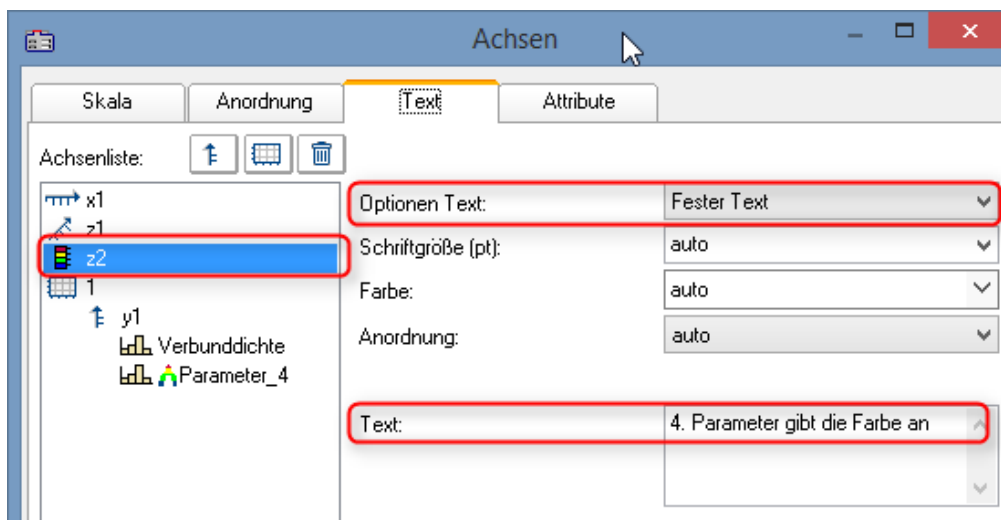 Achsen
Skala Anordnung Text Attribute
Achsenliste:
x1
z1
z2
1
y1
Verbunddichte
Parameter_4
Optionen Text: Fester Text
Schriftgröße (pt): auto
Farbe: auto
Anordnung: auto
Text: 4. Parameter gibt die Farbe an